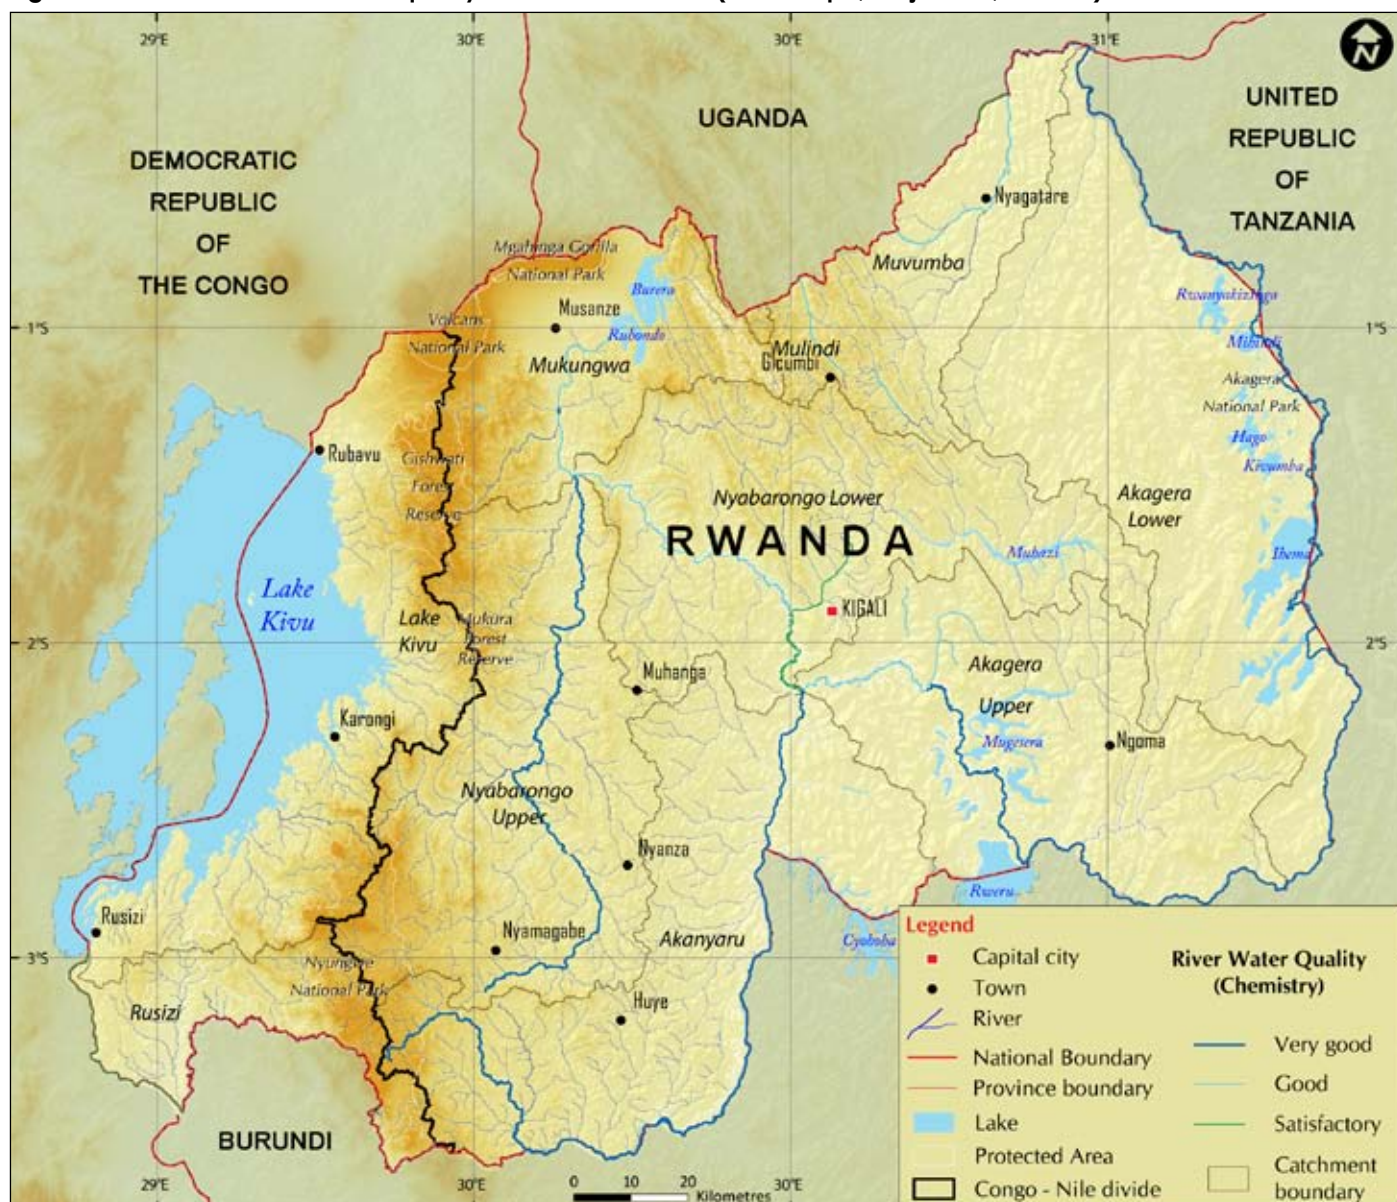 29°E 30°E 30°E 31°E
N
UGANDA
UNITED
REPUBLIC
OF
TANZANIA
DEMOCRATIC
REPUBLIC
OF
THE CONGO
Nyagatare
Mgahinga Gorilla
National Park
Muvumba
Burera
Rwanyakizinga
Musanze
Volcans
National Park
1°S
1°S
Rubondo
Mihindi
Mukungwa
Mulindi
Gicumbi
Akagera
National Park
Hago
Kivumba
Rubavu
Gishwati
Forest
Reserve
Nyabarongo Lower
Akagera
Lower
RWANDA
Muhazi
Ihema
Lake
Kivu
KIGALI
Lake
Kivu
Mukura
Forest
Reserve
2°S
2°S
Muhanga
Akagera
Upper
Karongi
Mugesera
Ngoma
Nyabarongo
Upper
Nyanza
Rweru
Rusizi
Nyamagabe
Akanyaru
Cyohoha
3°S
Nyungwe
National Park
Rusizi
Huye
BURUNDI
29°E 30°E 30°E
0 10 20
Kilometres
Legend
Capital city
Town
River
National Boundary
Province boundary
Lake
Protected Area
Congo - Nile divide
River Water Quality
(Chemistry)
Very good
Good
Satisfactory
Catchment
boundary